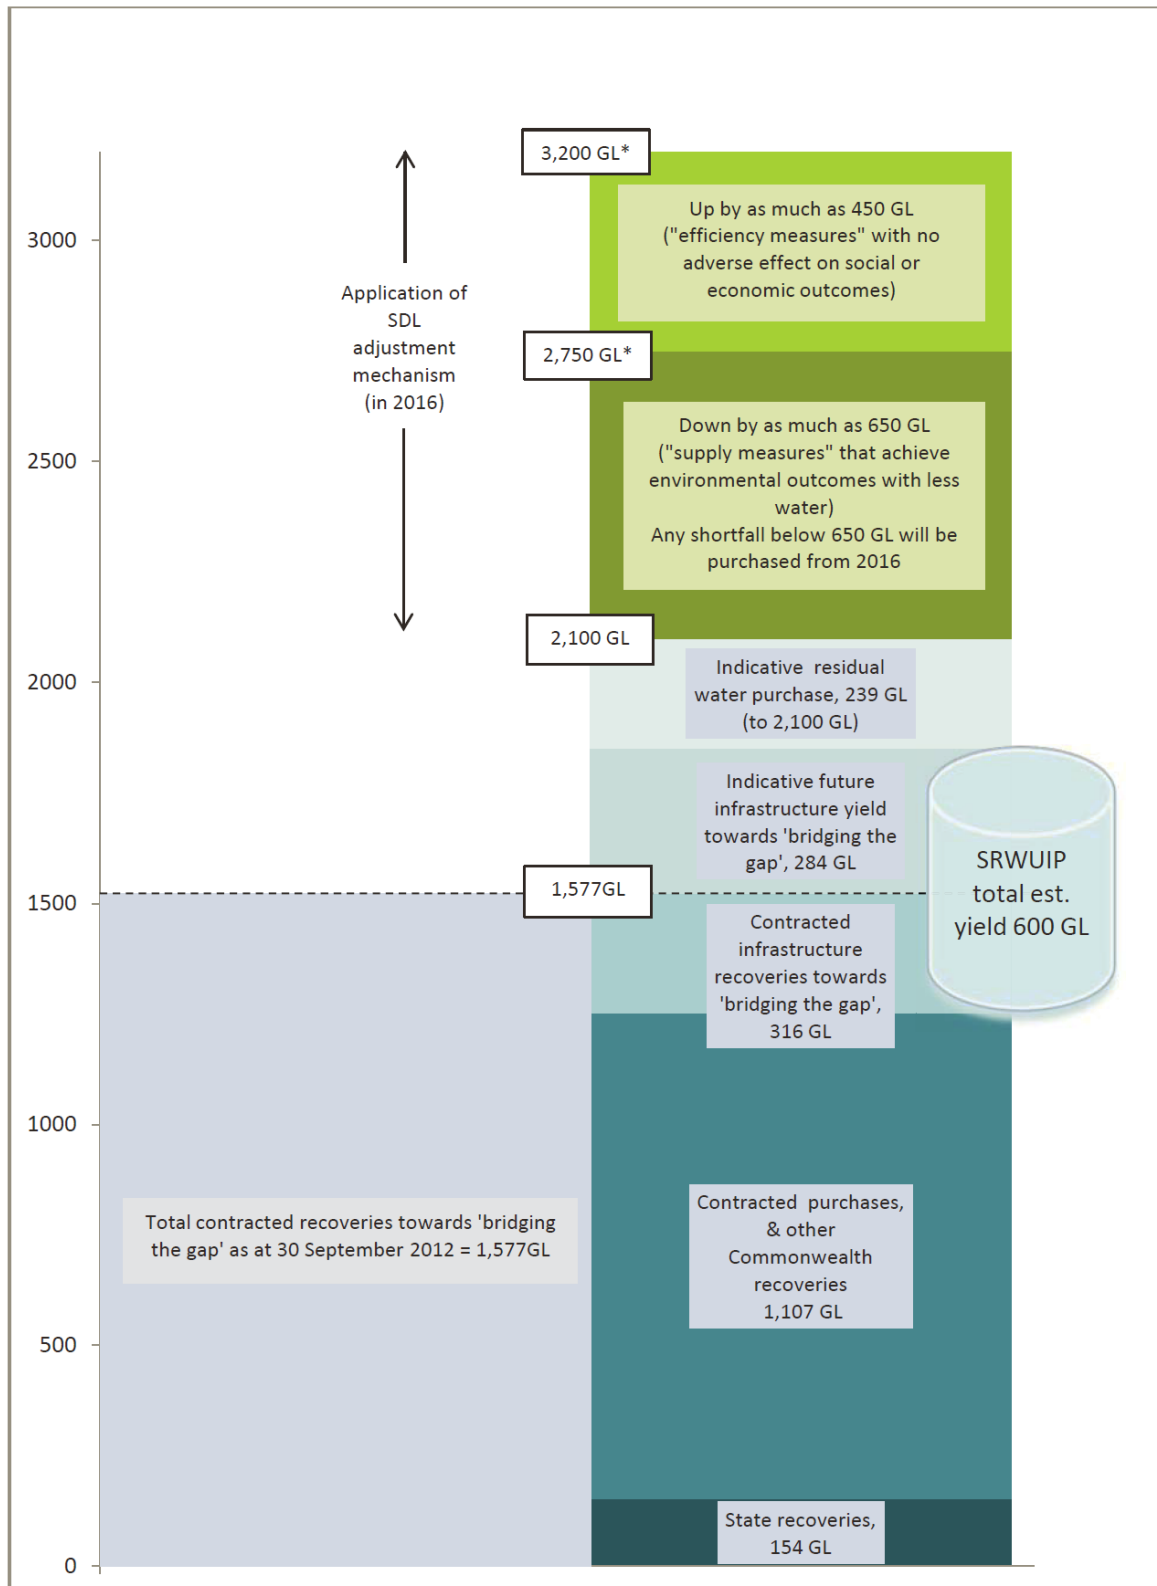 3,200 GL*
Up by as much as 450 GL
("efficiency measures" with no
adverse effect on social or
economic outcomes)
3000
Application of
SDL
adjustment
mechanism
(in 2016)
2,750 GL*
Down by as much as 650 GL
("supply measures" that achieve
environmental outcomes with less
water)
Any shortfall below 650 GL will be
purchased from 2016
2500
2,100 GL
Indicative residual
water purchase, 239 GL
(to 2,100 GL)
2000
Indicative future
infrastructure yield
towards 'bridging the
gap', 284 GL
SRWUIP
total est.
yield 600 GL
1,577GL
1500
Contracted
infrastructure
recoveries towards
'bridging the gap',
316 GL
1000
Total contracted recoveries towards 'bridging
the gap' as at 30 September 2012 = 1,577GL
Contracted purchases,
& other
Commonwealth
recoveries
1,107 GL
500
State recoveries,
154 GL
0